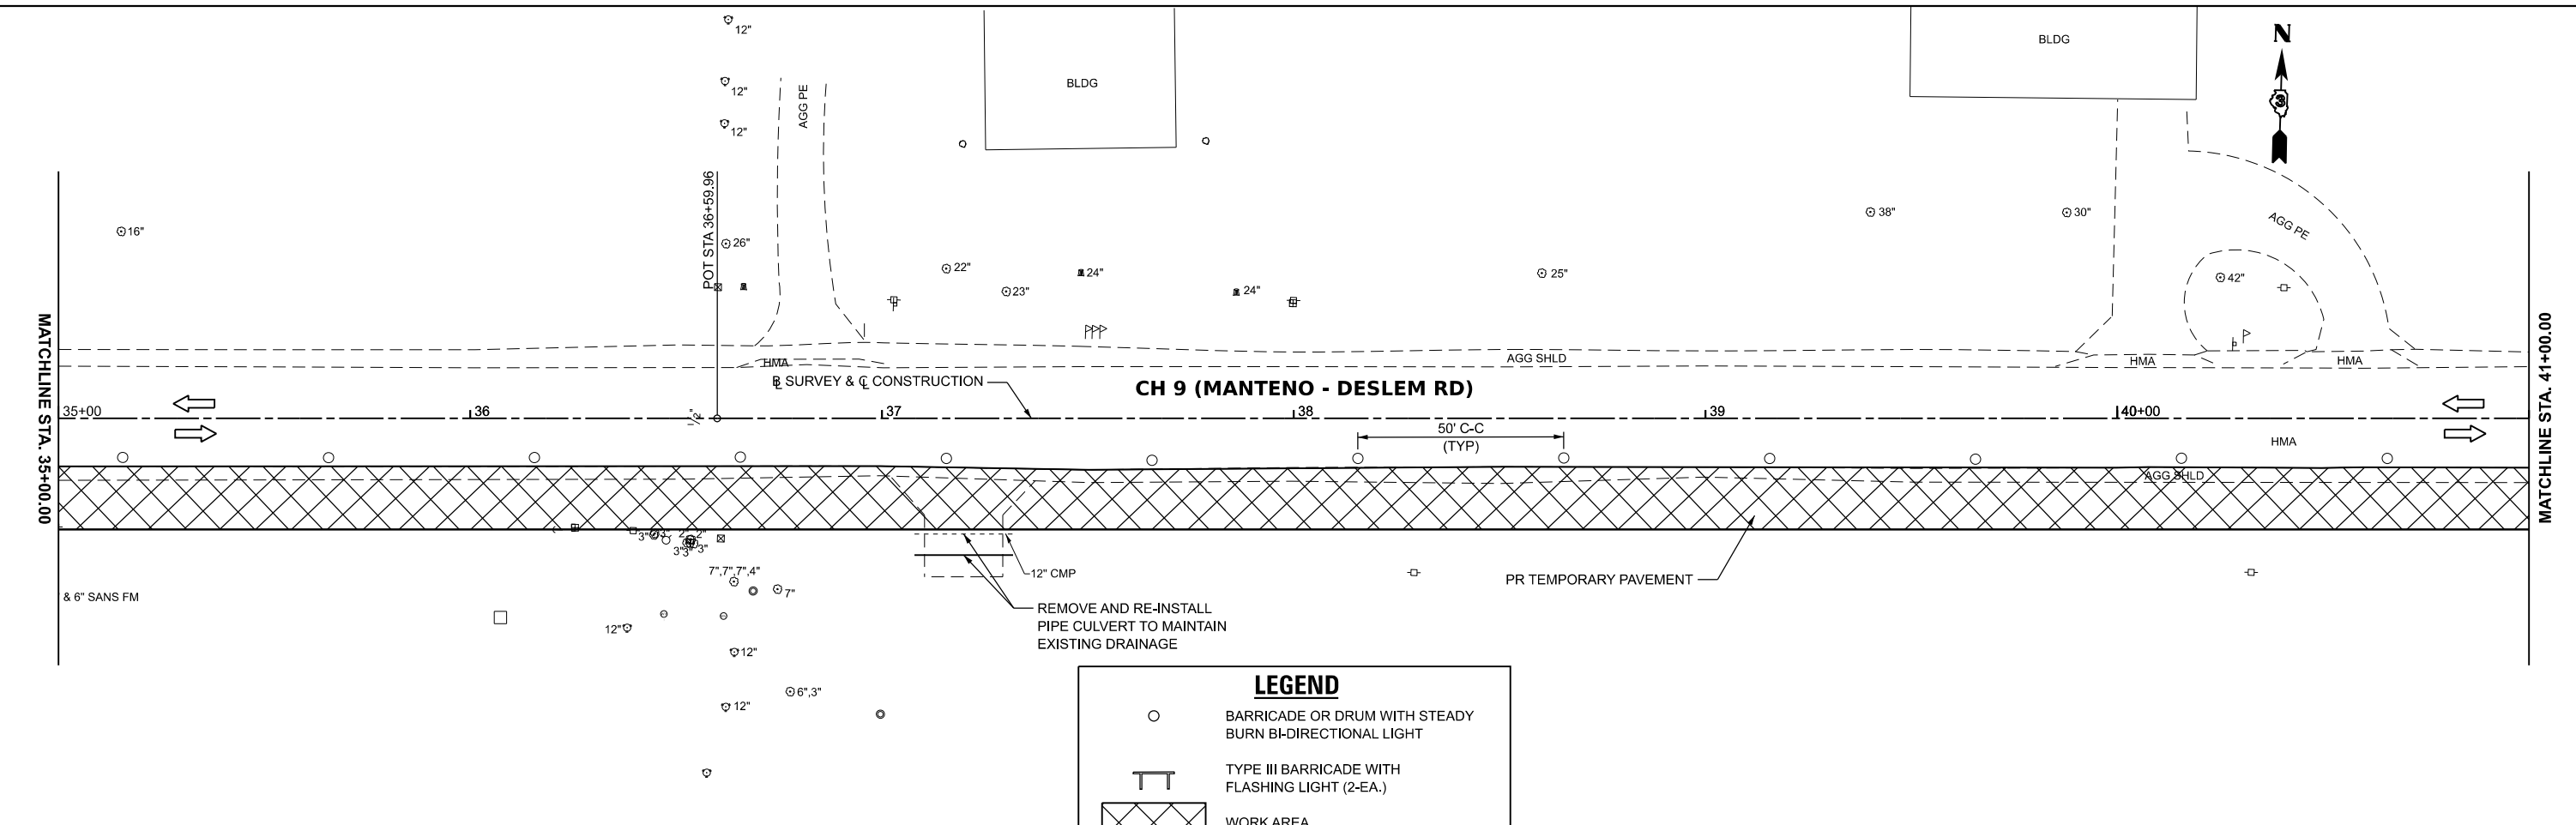 12"
BLDG
BLDG
N
12"
AGG PE
12"
POT STA 36+59.96
16"
26"
38"
30"
AGG PE
22"
23"
24"
24"
25"
42"
MATCHLINE STA. 35+00.00
MATCHLINE STA. 41+00.00
HMA
AGG SHLD
HMA
HMA
℄ SURVEY & ℄ CONSTRUCTION
CH 9 (MANTENO - DESLEM RD)
35+00
36
37
38
39
40+00
50' C-C
(TYP)
HMA
AGG SHLD
3"
2"
3"
3"
3"
7",7",7",4"
7"
12" CMP
PR TEMPORARY PAVEMENT
& 6" SANS FM
REMOVE AND RE-INSTALL
PIPE CULVERT TO MAINTAIN
EXISTING DRAINAGE
12"
12"
6",3"
12"
LEGEND
BARRICADE OR DRUM WITH STEADY
BURN BI-DIRECTIONAL LIGHT
TYPE III BARRICADE WITH
FLASHING LIGHT (2-EA.)
WORK AREA